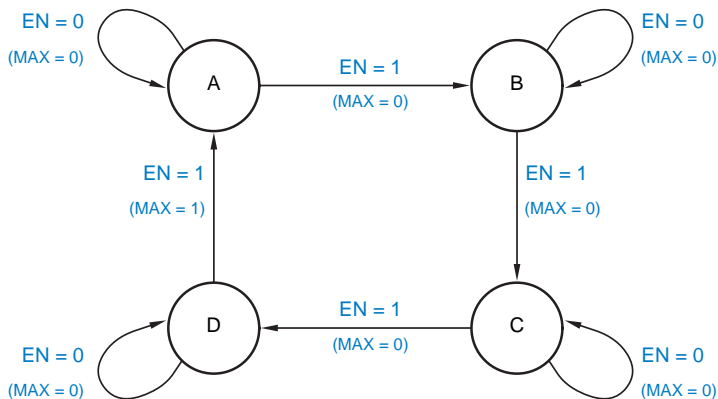 EN = 0
(MAX = 0)
A
EN = 1
(MAX = 0)
B
EN = 0
(MAX = 0)
EN = 1
(MAX = 1)
EN = 1
(MAX = 0)
EN = 0
(MAX = 0)
D
EN = 1
(MAX = 0)
C
EN = 0
(MAX = 0)